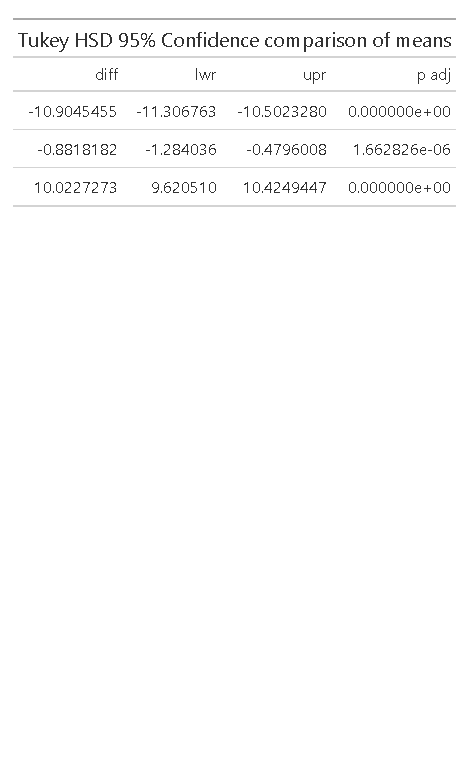 Tukey HSD 95% Confidence comparison of means
diff lwr upr p adj
-10.9045455 -11.306763 -10.5023280 0.000000e+00
-0.8818182 -1.284036 -0.4796008 1.662826e-06
10.0227273 9.620510 10.4249447 0.000000e+00